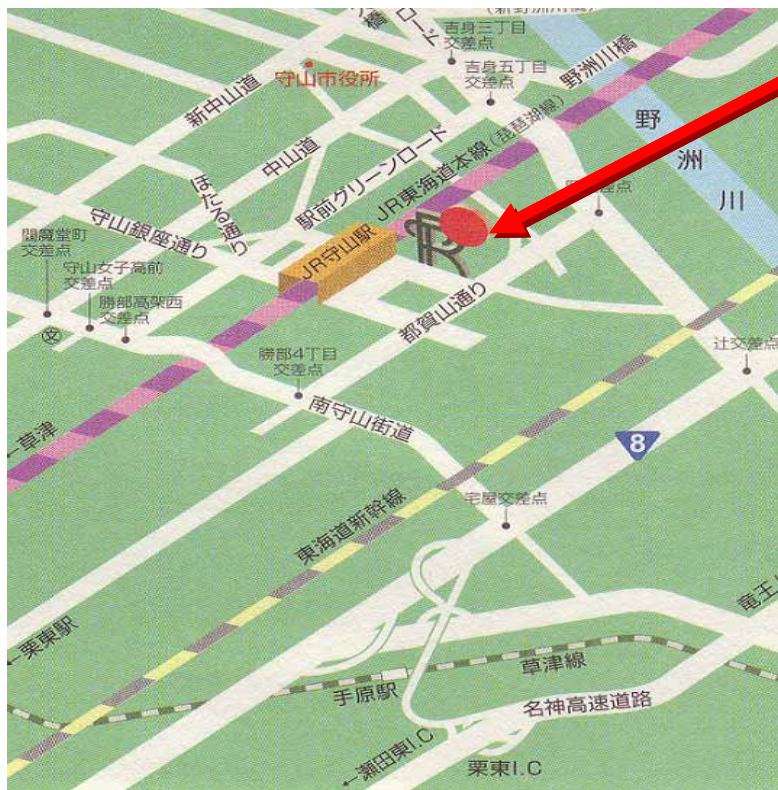 吉身三丁目
交差点
守山市役所
吉身五丁目
交差点
野洲川橋
新中山道
中山道
野
洲
川
駅前グリーンロード
JR東海道本線(琵琶湖線)
ほたる通り
守山銀座通り
閻魔堂町
交差点
守山女子高前
交差点
勝部高架西
交差点
JR守山駅
都賀山通り
勝部4丁目
交差点
辻交差点
南守山街道
←草津
8
宅屋交差点
東海道新幹線
←栗東駅
草津線
手原駅
名神高速道路
←瀬田東I.C
栗東I.C